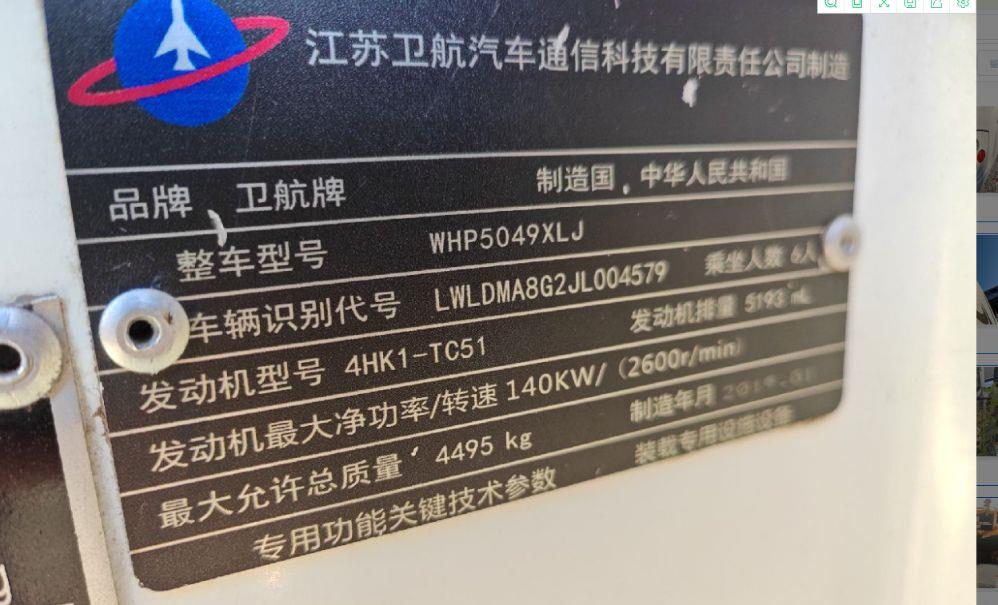 江苏卫航汽车通信科技有限责任公司制造
品牌 卫航牌 制造国 中华人民共和国
整车型号 WHP5049XLJ
车辆识别代号 LWLDMA8G2JL004579 乘坐人数 6人
发动机型号 4HK1-TC51 发动机排量 5193 mL
发动机最大净功率/转速 140KW/（2600r/min）
最大允许总质量 4495 kg 制造年月
专用功能关键技术参数 装载专用设施设备